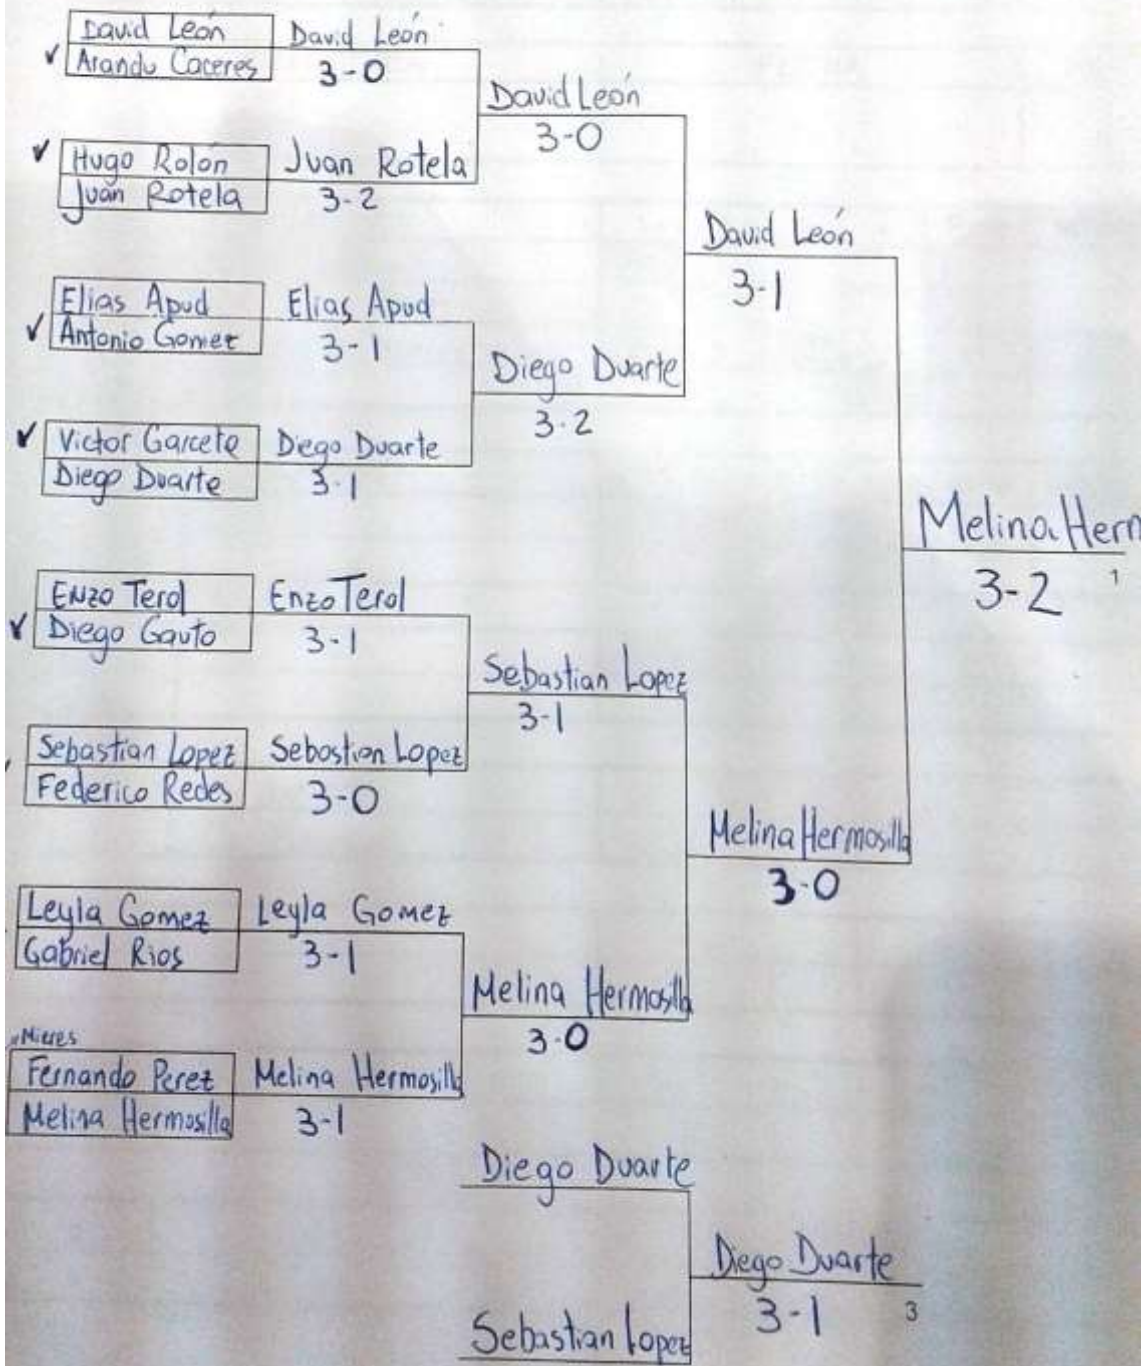 David León
David León
Arandu Caceres
3-0
David León
3-0
Hugo Rolón
Juan Rotela
Juan Rotela
3-2
David León
3-1
Elias Apud
Elias Apud
Antonio Gomez
3-1
Diego Duarte
3-2
Victor Garcete
Diego Duarte
Diego Duarte
3-1
Melina Herm
3-2
1
Enzo Terol
Enzo Terol
Diego Gauto
3-1
Sebastian Lopez
3-1
Sebastian Lopez
Sebastian Lopez
Federico Redes
3-0
Melina Hermosilla
3-0
Leyla Gomez
Leyla Gomez
Gabriel Rios
3-1
Melina Hermosilla
3-0
Mieres
Fernando Perez
Melina Hermosilla
Melina Hermosilla
3-1
Diego Duarte
Diego Duarte
3-1
3
Sebastian Lopez